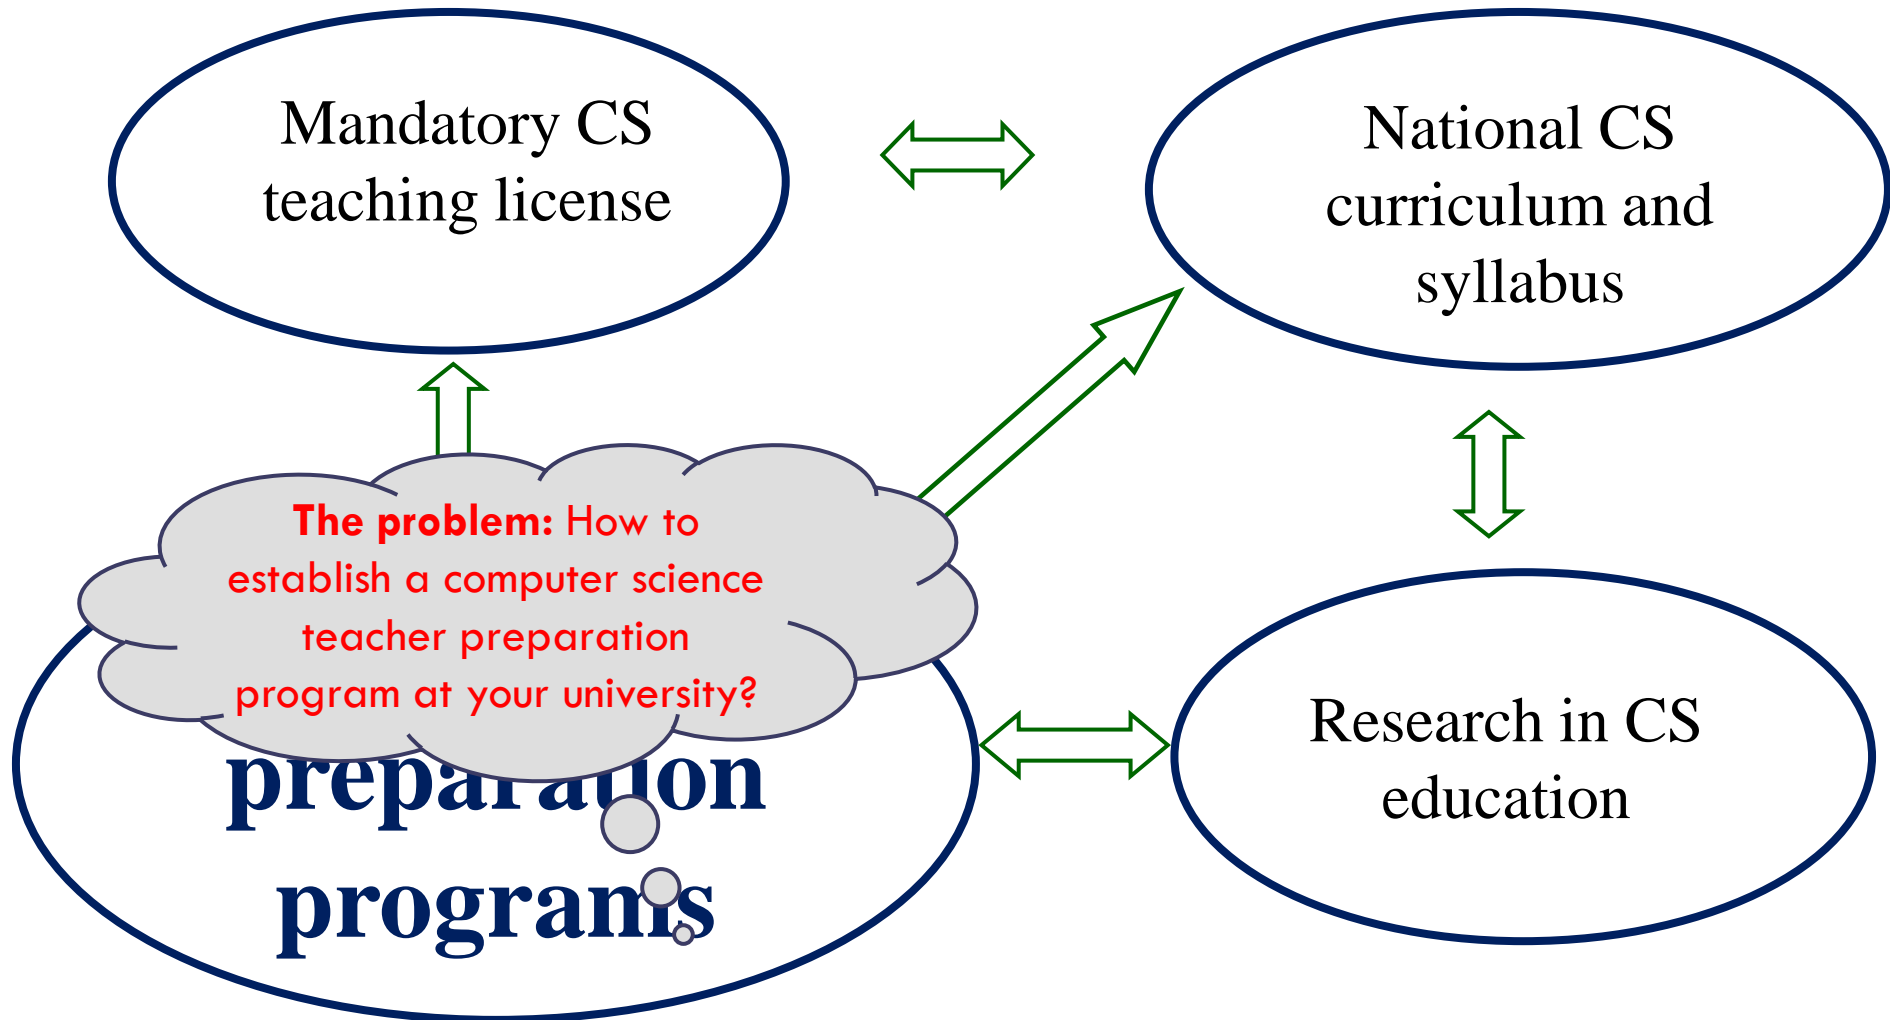 Mandatory CS
teaching license
National CS
curriculum and
syllabus
The problem: How to
establish a computer science
teacher preparation
program at your university?
preparation
programs
Research in CS
education